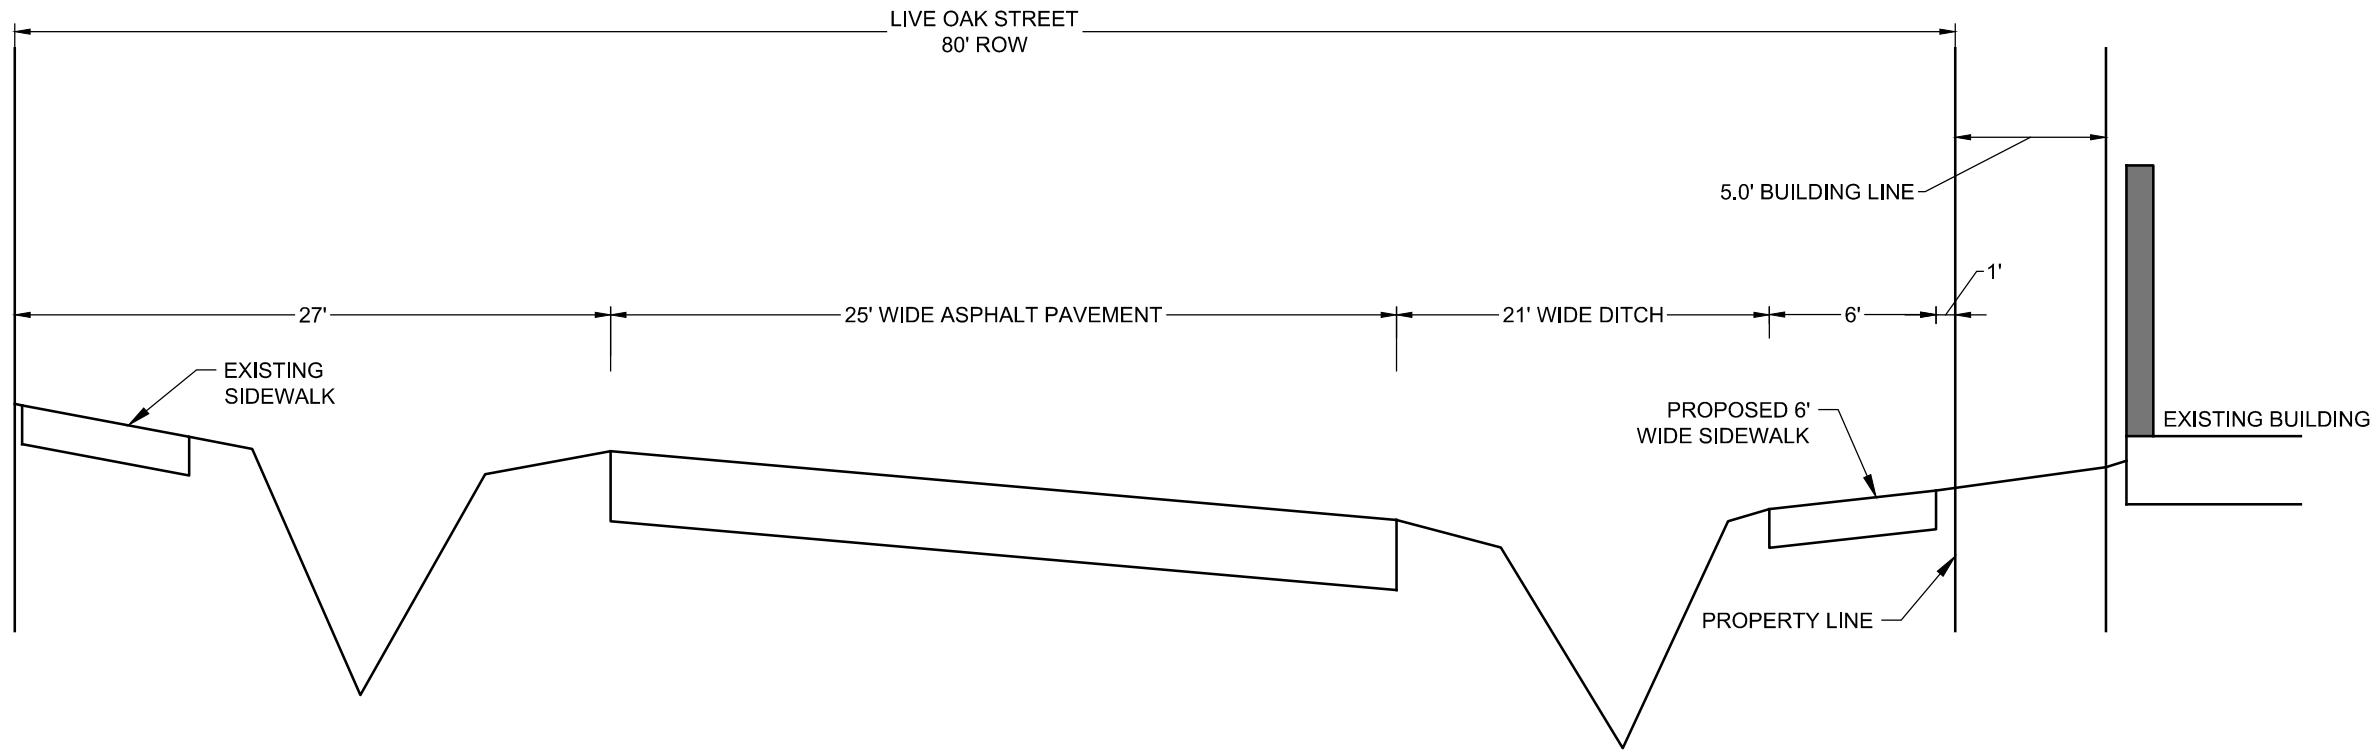 LIVE OAK STREET
80' ROW
5.0' BUILDING LINE
1'
27'
25' WIDE ASPHALT PAVEMENT
21' WIDE DITCH
6'
EXISTING
SIDEWALK
PROPOSED 6'
WIDE SIDEWALK
EXISTING BUILDING
PROPERTY LINE